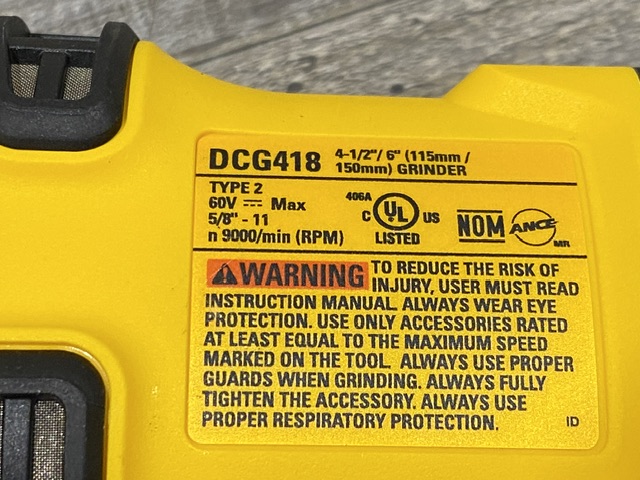 DCG418 4-1/2"/ 6" (115mm /
150mm) GRINDER
TYPE 2
60V ⎓ Max
5/8" - 11
n 9000/min (RPM)
406A
C UL US
LISTED
NOM ANCE
MR
⚠WARNING TO REDUCE THE RISK OF
INJURY, USER MUST READ
INSTRUCTION MANUAL. ALWAYS WEAR EYE
PROTECTION. USE ONLY ACCESSORIES RATED
AT LEAST EQUAL TO THE MAXIMUM SPEED
MARKED ON THE TOOL. ALWAYS USE PROPER
GUARDS WHEN GRINDING. ALWAYS FULLY
TIGHTEN THE ACCESSORY. ALWAYS USE
PROPER RESPIRATORY PROTECTION.
ID